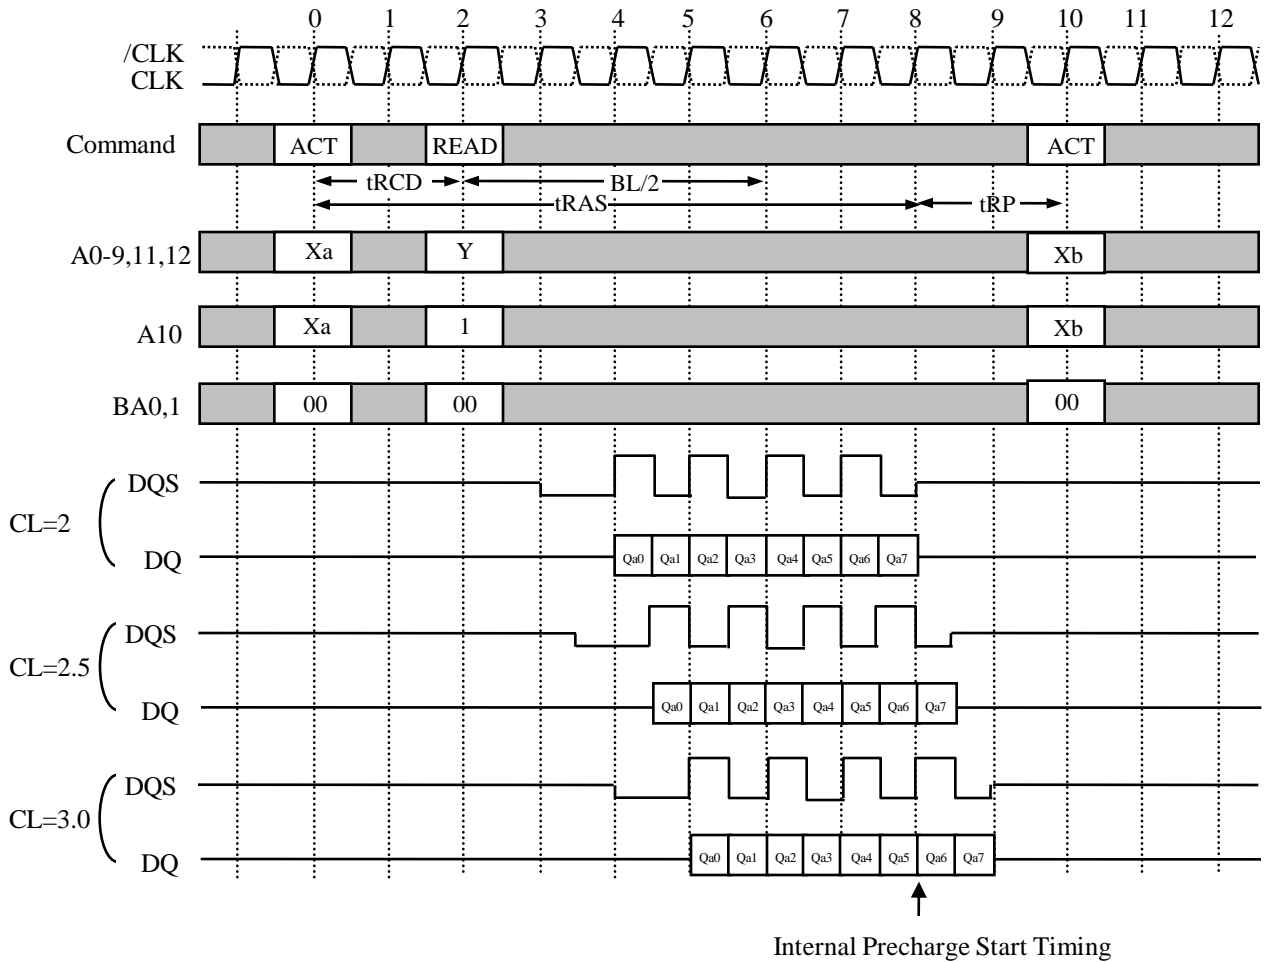 0 1 2 3 4 5 6 7 8 9 10 11 12
/CLK
CLK
Command ACT READ ACT
tRCD BL/2
tRAS tRP
A0-9,11,12 Xa Y Xb
A10 Xa 1 Xb
BA0,1 00 00 00
DQS
CL=2
DQ Qa0 Qa1 Qa2 Qa3 Qa4 Qa5 Qa6 Qa7
DQS
CL=2.5
DQ Qa0 Qa1 Qa2 Qa3 Qa4 Qa5 Qa6 Qa7
DQS
CL=3.0
DQ Qa0 Qa1 Qa2 Qa3 Qa4 Qa5 Qa6 Qa7
Internal Precharge Start Timing